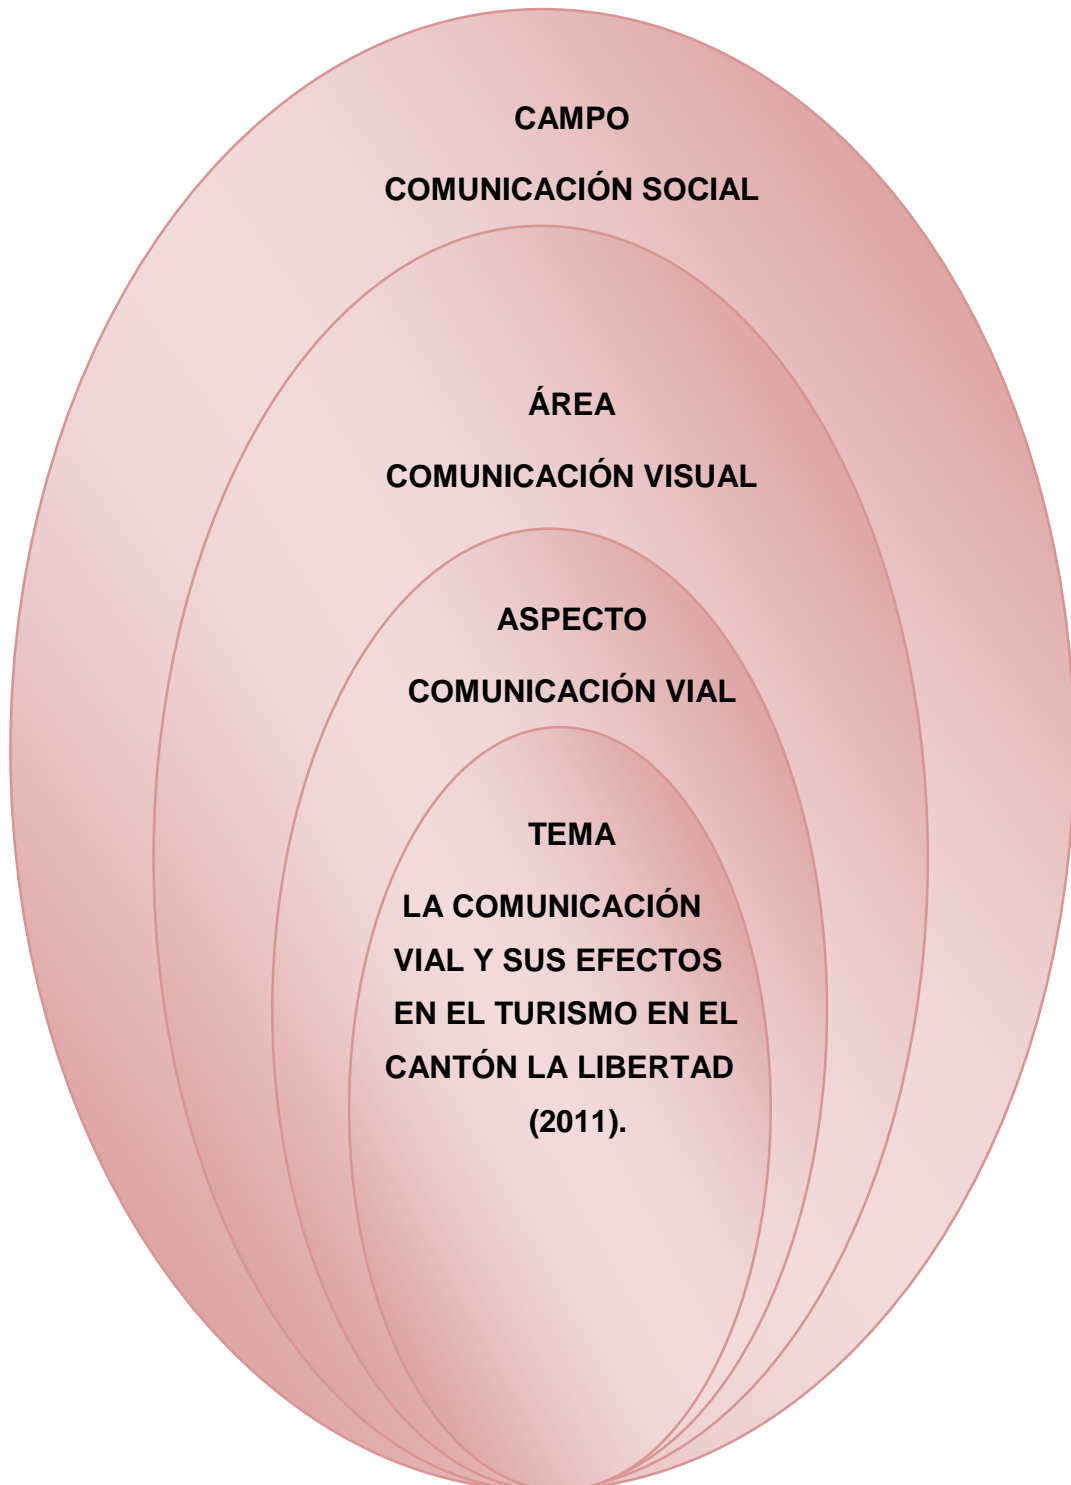 CAMPO
COMUNICACIÓN SOCIAL
ÁREA
COMUNICACIÓN VISUAL
ASPECTO
COMUNICACIÓN VIAL
TEMA
LA COMUNICACIÓN
VIAL Y SUS EFECTOS
EN EL TURISMO EN EL
CANTÓN LA LIBERTAD
(2011).